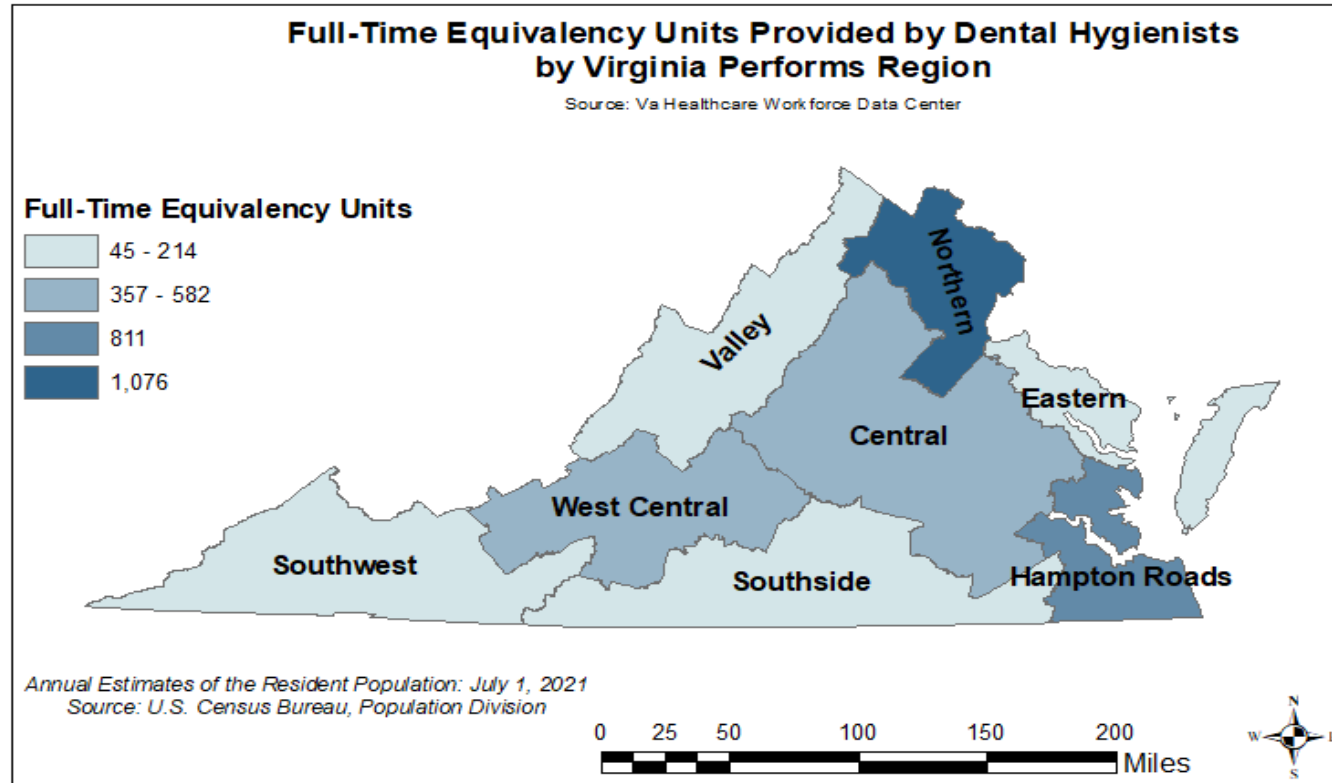 Full-Time Equivalency Units Provided by Dental Hygienists
by Virginia Performs Region
Source: Va Healthcare Workforce Data Center
Full-Time Equivalency Units
45 - 214
357 - 582
811
1,076
Northern
Valley
Eastern
Central
West Central
Southwest
Southside
Hampton Roads
Annual Estimates of the Resident Population: July 1, 2021
Source: U.S. Census Bureau, Population Division
0 25 50 100 150 200
Miles
N
W E
S